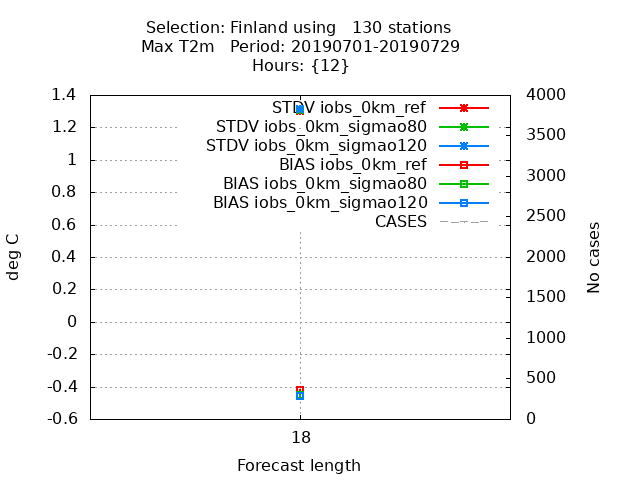 Selection: Finland using   130 stations
Max T2m   Period: 20190701-20190729
Hours: {12}
1.4
1.2
1
0.8
0.6
0.4
0.2
0
-0.2
-0.4
-0.6
deg C
STDV iobs_0km_ref
STDV iobs_0km_sigmao80
STDV iobs_0km_sigmao120
BIAS iobs_0km_ref
BIAS iobs_0km_sigmao80
BIAS iobs_0km_sigmao120
CASES
4000
3500
3000
2500
2000
1500
1000
500
0
No cases
18
Forecast length